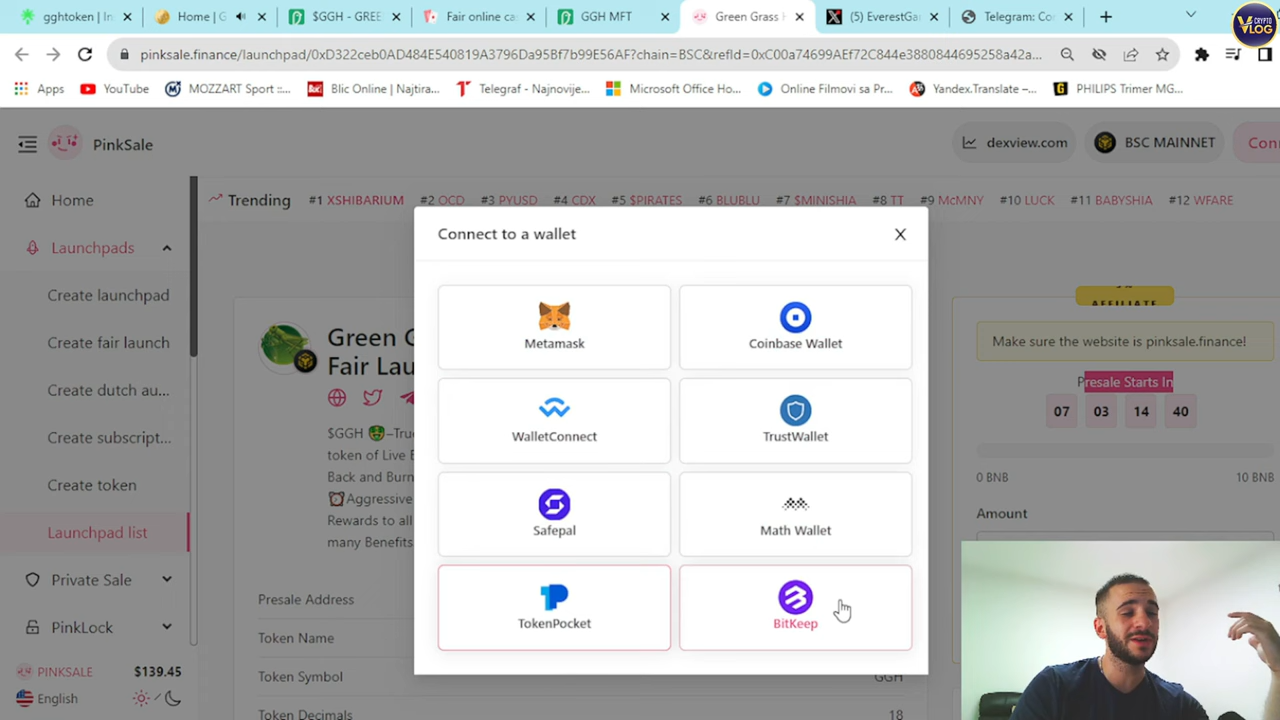 gghtoken | In
Home | G
$GGH - GREE
Fair online ca
GGH MFT
Green Grass H
(5) EverestGa
Telegram: Co
CRYPTO
VLOG
pinksale.finance/launchpad/0xD322ceb0AD484E540819A3796Da7Df7b99E56AF?chain=BSC&refId=0xC00a74699AEf72C844e3880844695258a42a...
Apps
YouTube
MOZZART Sport ::...
Blic Online | Najtira...
Telegraf - Najnovije...
Microsoft Office Ho...
Online Filmovi sa Pr...
Yandex.Translate –...
PHILIPS Trimer MG...
PinkSale
dexview.com
BSC MAINNET
Conn
Home
Trending #1 XSHIBARIUM #2 OCD #3 PYUSD #4 CDX #5 $PIRATES #6 BLUBLU #7 $MINISHIA #8 TT #9 McMNY #10 LUCK #11 BABYSHIA #12 WFARE
Launchpads
Create launchpad
Create fair launch
Create dutch au...
Create subscript...
Create token
Launchpad list
Private Sale
PinkLock
PINKSALE $139.45
English
Green G
Fair Lau
$GGH –True
token of Live B
Back and Burn
Aggressive
Rewards to all
many Benefits
Presale Address
Token Name
Token Symbol
GGH
Token Decimals
18
Connect to a wallet
Metamask
Coinbase Wallet
WalletConnect
TrustWallet
Safepal
Math Wallet
TokenPocket
BitKeep
AFFILIATE
Make sure the website is pinksale.finance!
Presale Starts In
07 03 14 40
0 BNB 10 BNB
Amount